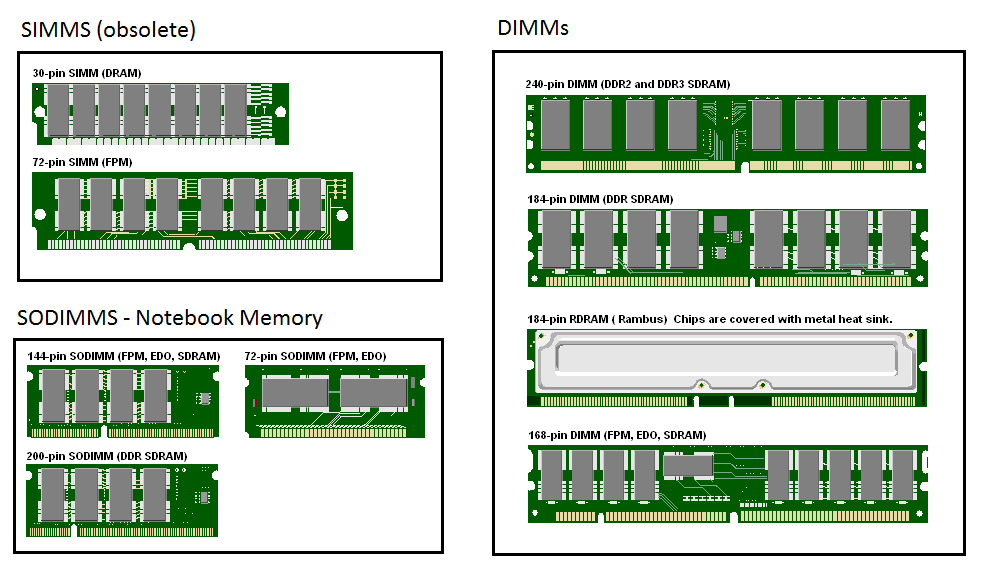 SIMMS (obsolete)
30-pin SIMM (DRAM)
72-pin SIMM (FPM)
SODIMMS - Notebook Memory
144-pin SODIMM (FPM, EDO, SDRAM)
72-pin SODIMM (FPM, EDO)
200-pin SODIMM (DDR SDRAM)
DIMMs
240-pin DIMM (DDR2 and DDR3 SDRAM)
184-pin DIMM (DDR SDRAM)
184-pin RDRAM ( Rambus) Chips are covered with metal heat sink.
168-pin DIMM (FPM, EDO, SDRAM)